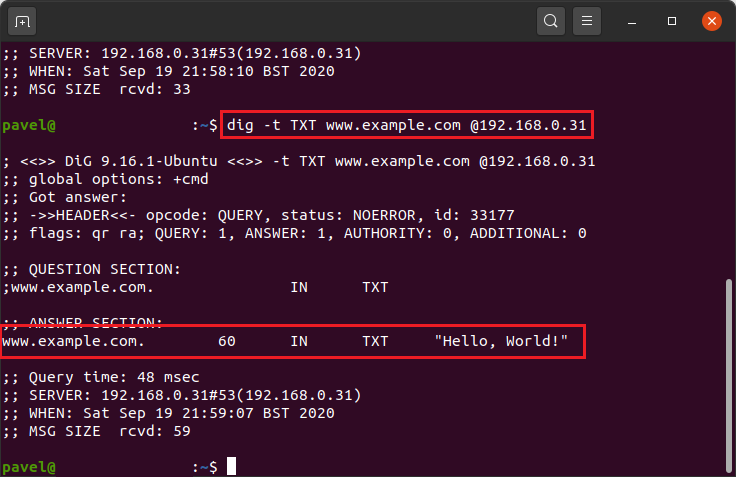 ;; SERVER: 192.168.0.31#53(192.168.0.31)
;; WHEN: Sat Sep 19 21:58:10 BST 2020
;; MSG SIZE  rcvd: 33
pavel@               :~$ dig -t TXT www.example.com @192.168.0.31
; <<>> DiG 9.16.1-Ubuntu <<>> -t TXT www.example.com @192.168.0.31
;; global options: +cmd
;; Got answer:
;; ->>HEADER<<- opcode: QUERY, status: NOERROR, id: 33177
;; flags: qr ra; QUERY: 1, ANSWER: 1, AUTHORITY: 0, ADDITIONAL: 0
;; QUESTION SECTION:
;www.example.com.               IN      TXT
;; ANSWER SECTION:
www.example.com.        60      IN      TXT     "Hello, World!"
;; Query time: 48 msec
;; SERVER: 192.168.0.31#53(192.168.0.31)
;; WHEN: Sat Sep 19 21:59:07 BST 2020
;; MSG SIZE  rcvd: 59
pavel@               :~$